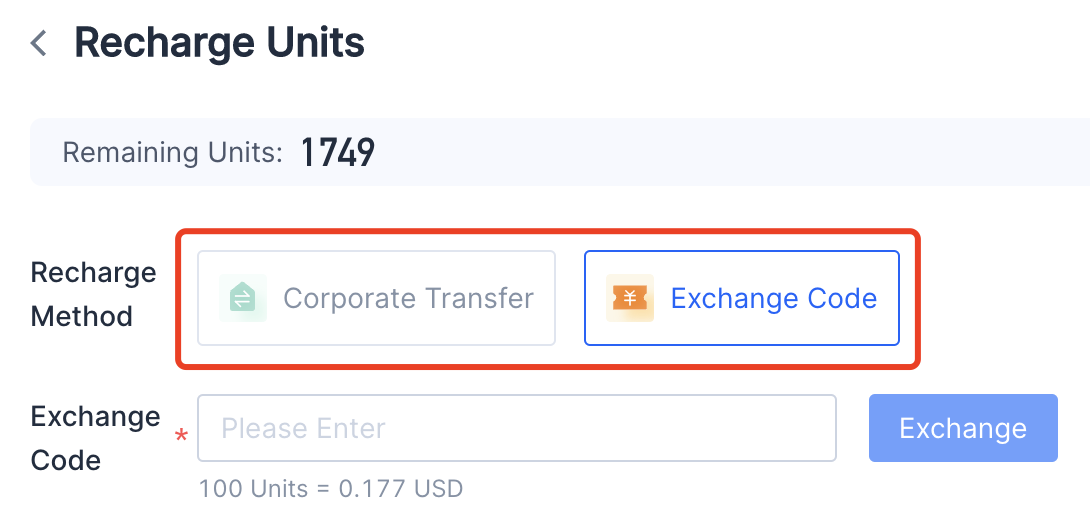 Recharge Units
Remaining Units: 1749
Recharge
Method
Corporate Transfer
¥
Exchange Code
Exchange
Code
*
Please Enter
Exchange
100 Units = 0.177 USD